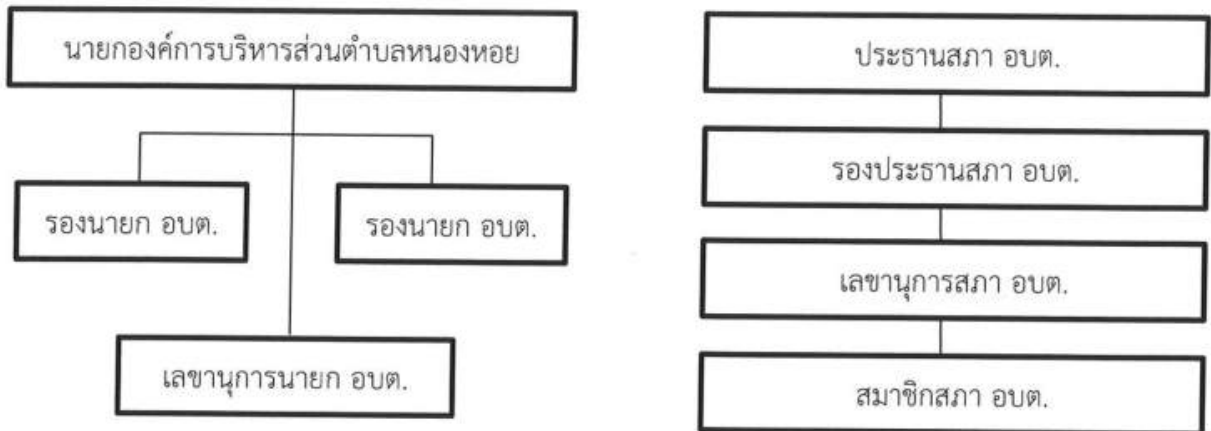 นายกองค์การบริหารส่วนตำบลหนองหอย
รองนายก อบต.
รองนายก อบต.
เลขานุการนายก อบต.
ประธานสภา อบต.
รองประธานสภา อบต.
เลขานุการสภา อบต.
สมาชิกสภา อบต.